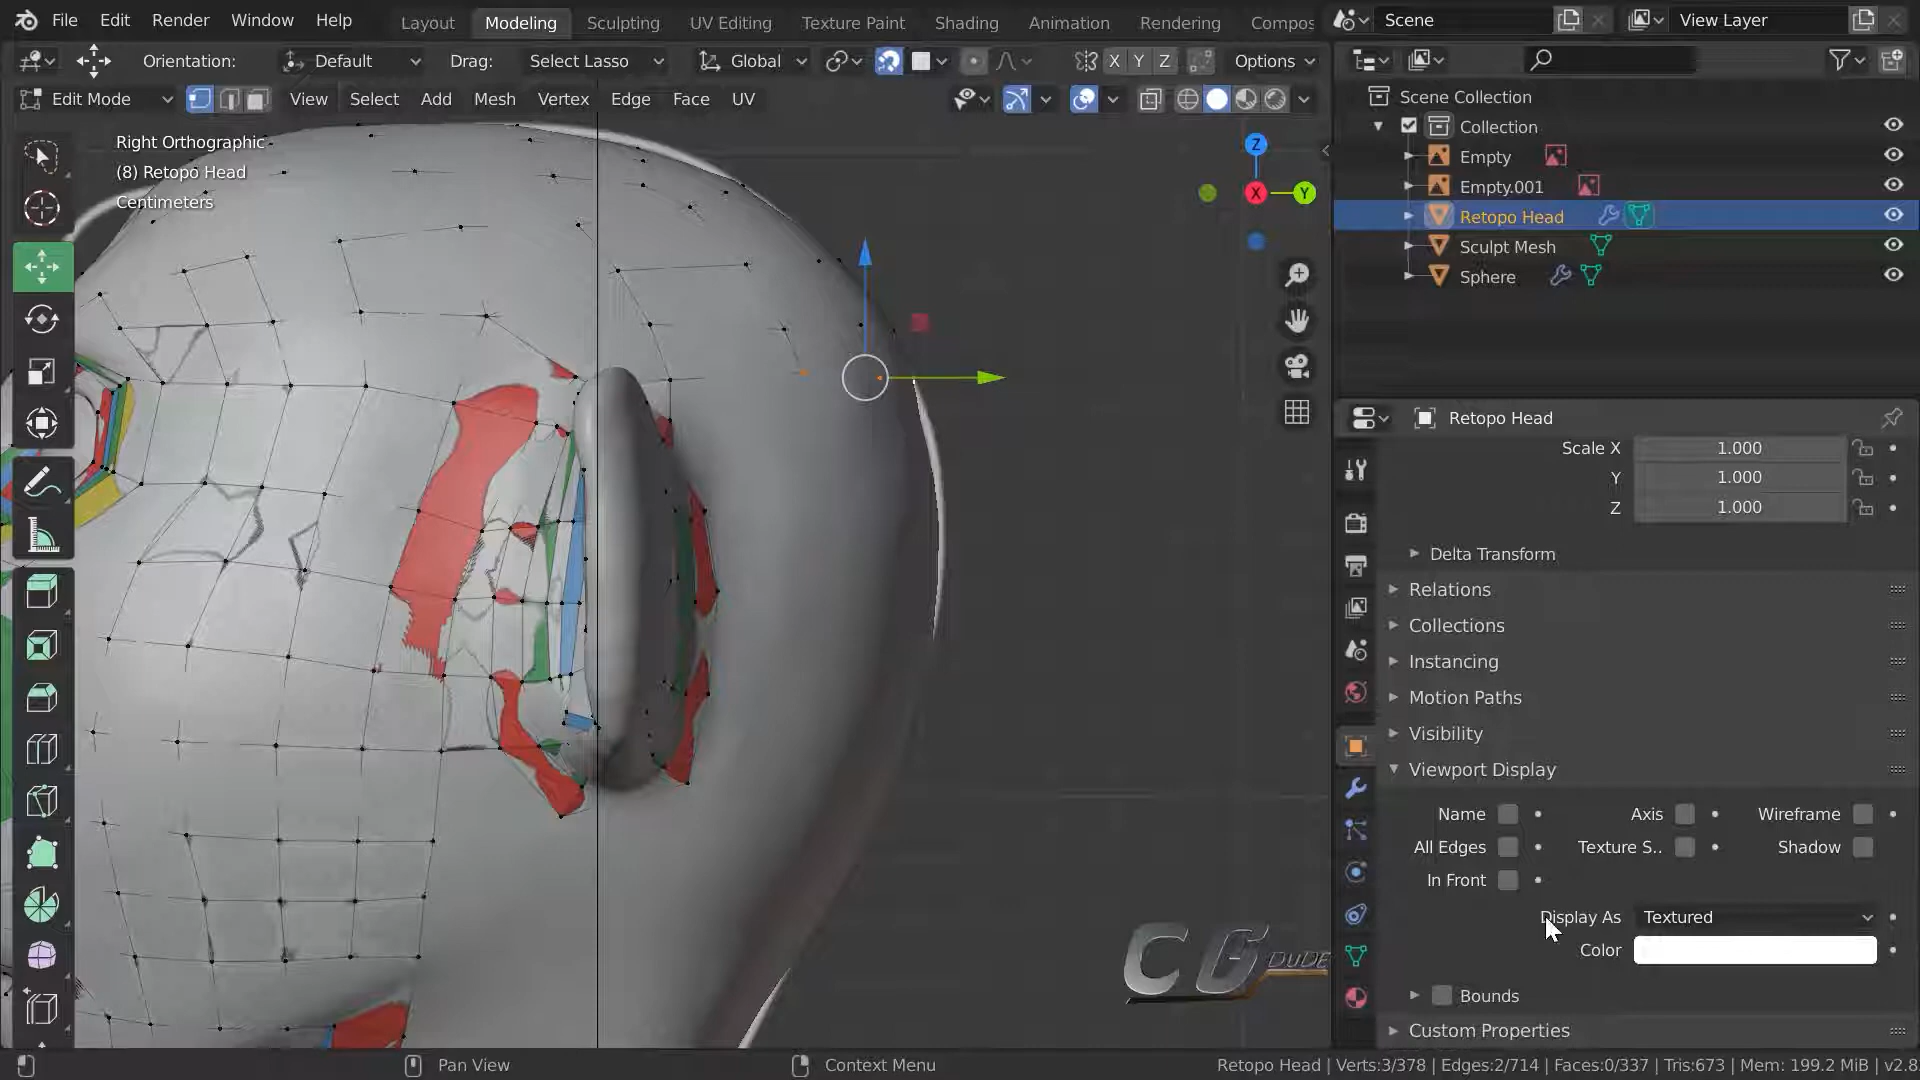 File Edit Render Window Help Layout Modeling Sculpting UV Editing Texture Paint Shading Animation Rendering Compos Scene View Layer
Orientation: Default Drag: Select Lasso Global X Y Z Options
Edit Mode View Select Add Mesh Vertex Edge Face UV
Right Orthographic
(8) Retopo Head
Centimeters
Z
X
Y
CG DUDE
Scene Collection
Collection
Empty
Empty.001
Retopo Head
Sculpt Mesh
Sphere
Retopo Head
Scale X 1.000
Y 1.000
Z 1.000
Delta Transform
Relations
Collections
Instancing
Motion Paths
Visibility
Viewport Display
Name Axis Wireframe
All Edges Texture S.. Shadow
In Front
Display As Textured
Color
Bounds
Custom Properties
Pan View Context Menu Retopo Head | Verts:3/378 | Edges:2/714 | Faces:0/337 | Tris:673 | Mem: 199.2 MiB | v2.8